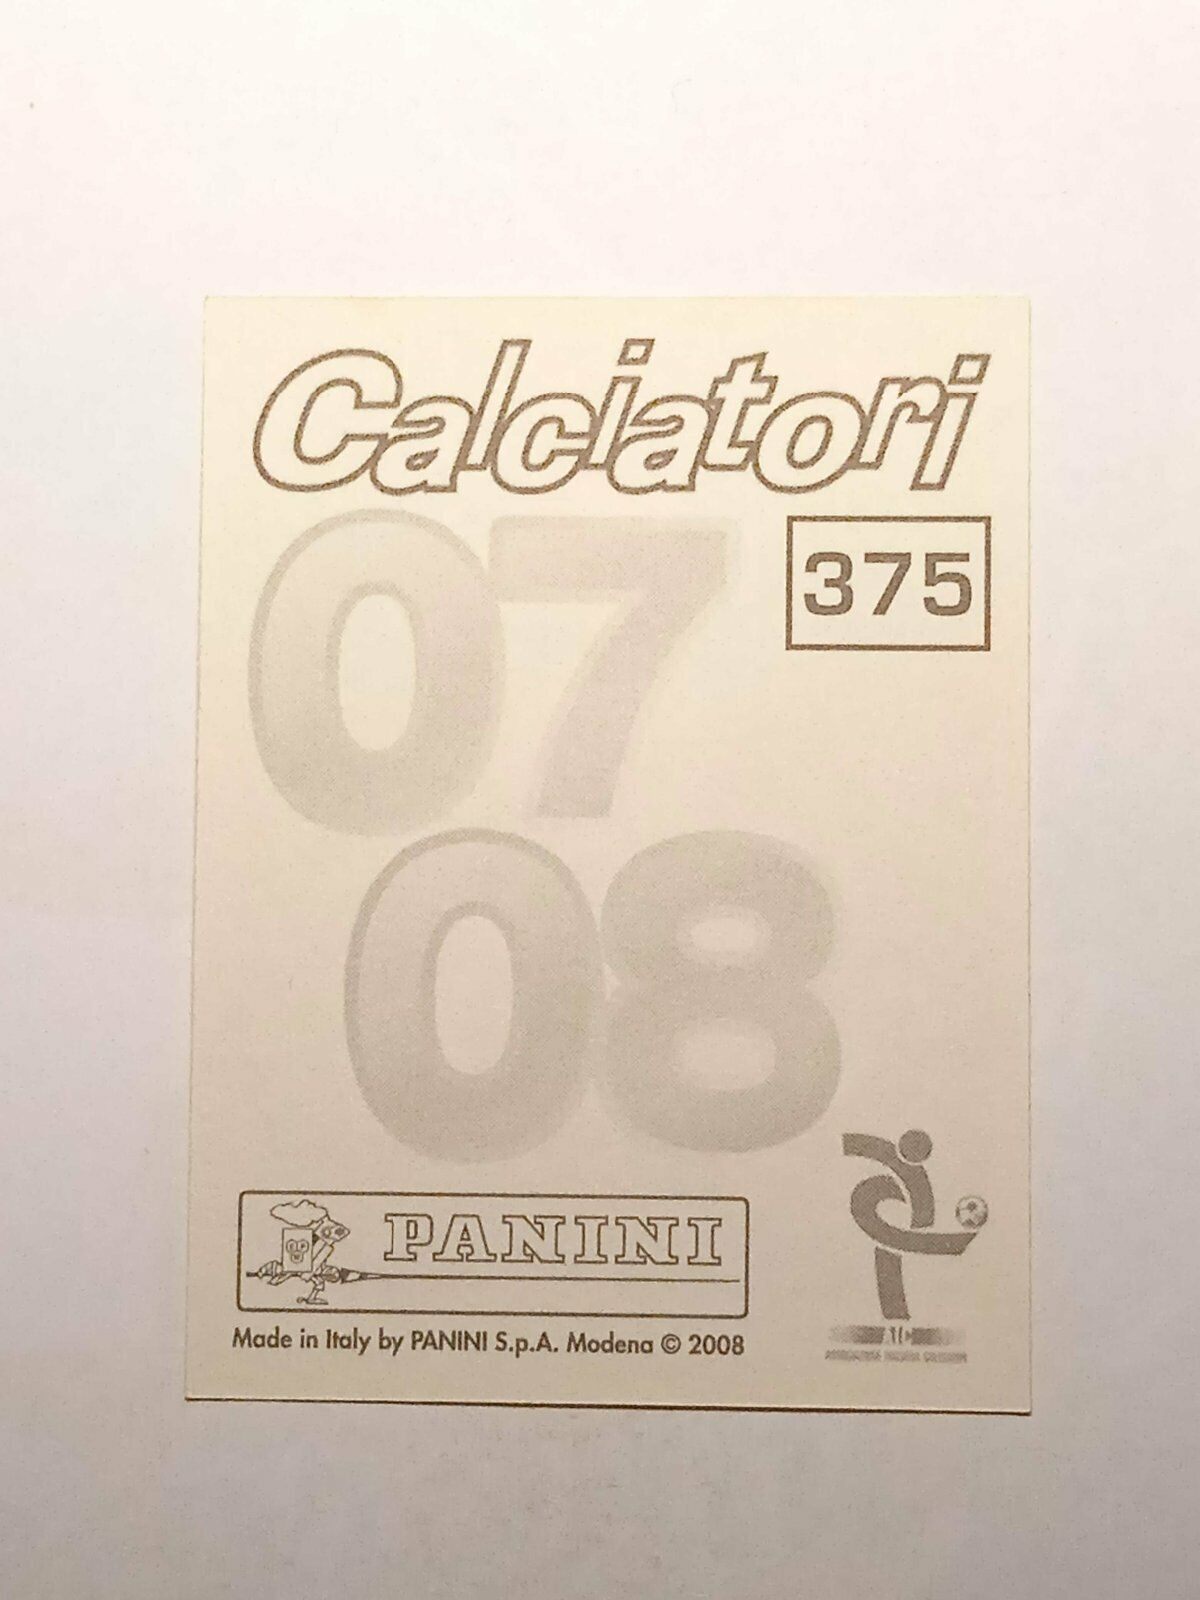 Calciatori
07
375
08
PANINI
Made in Italy by PANINI S.p.A. Modena © 2008